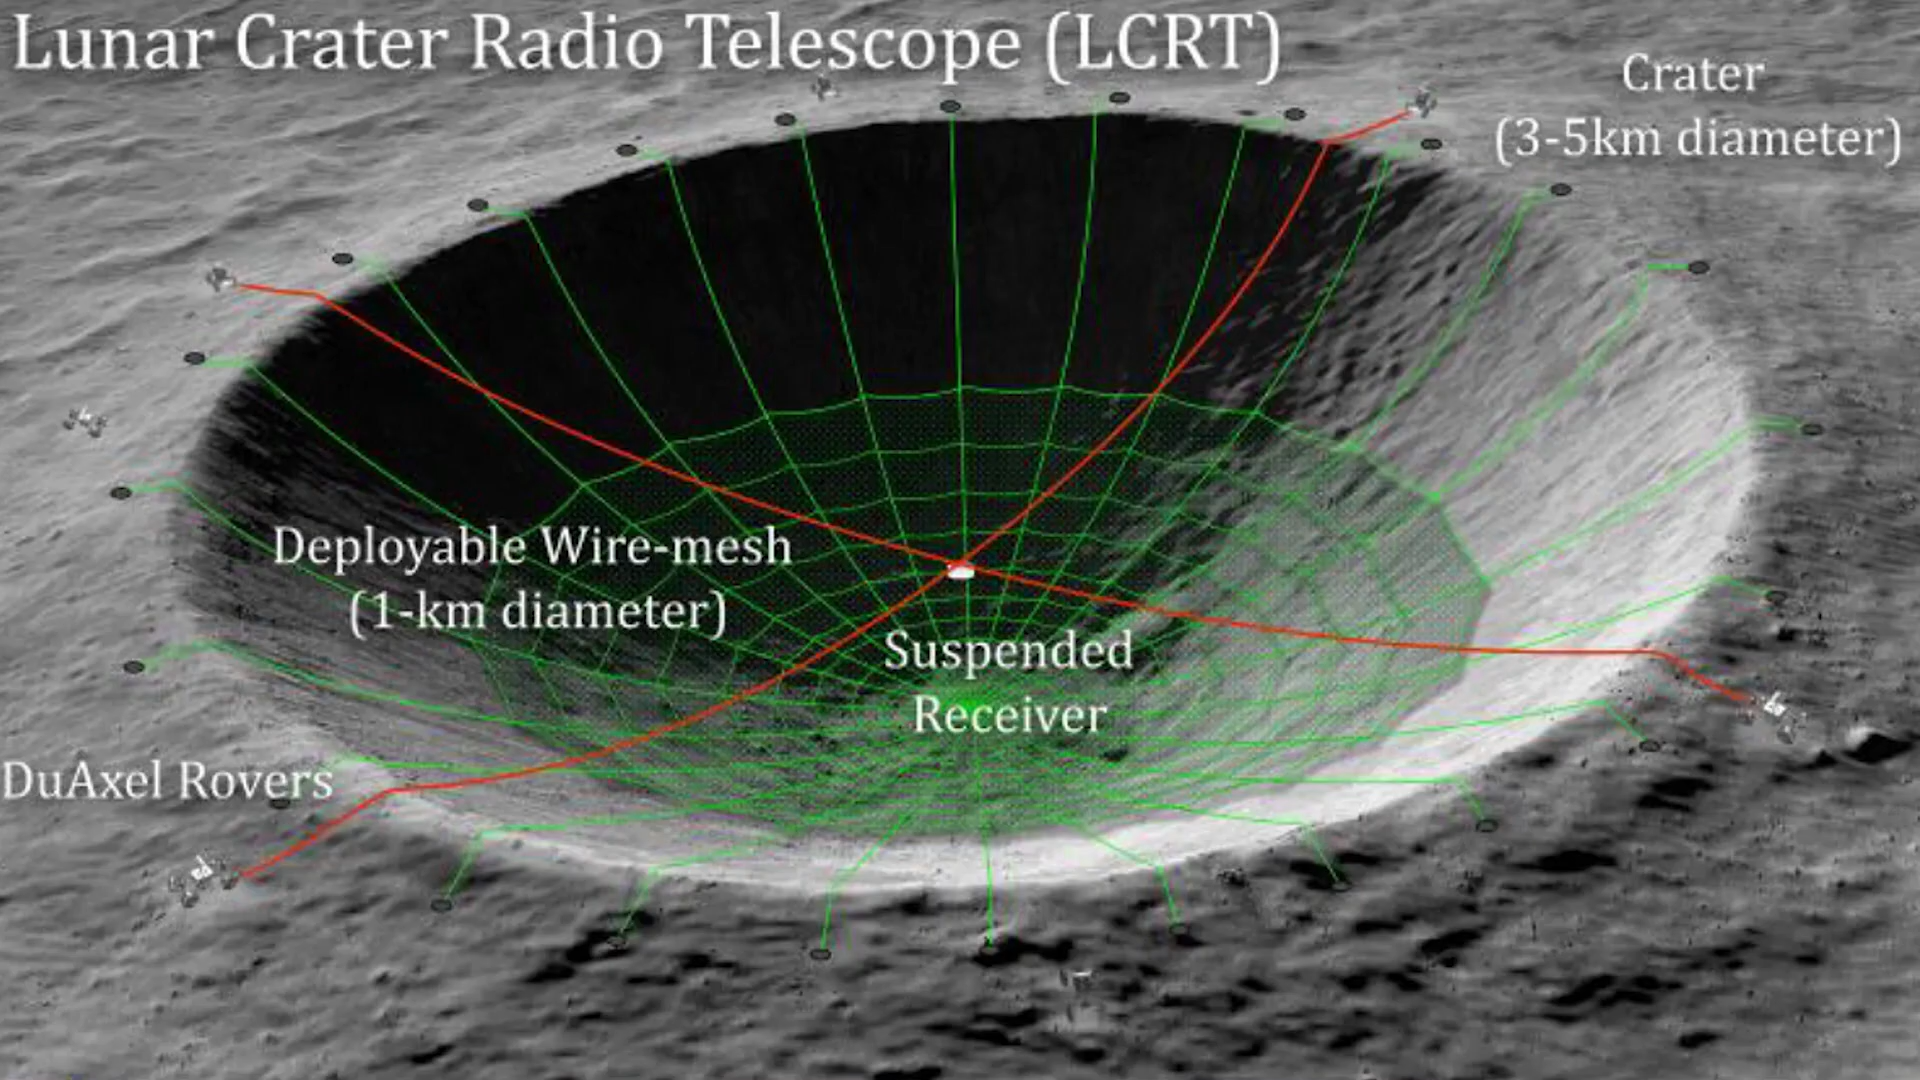 Lunar Crater Radio Telescope (LCRT)
Crater
(3-5km diameter)
Deployable Wire-mesh
(1-km diameter)
Suspended
Receiver
DuAxel Rovers